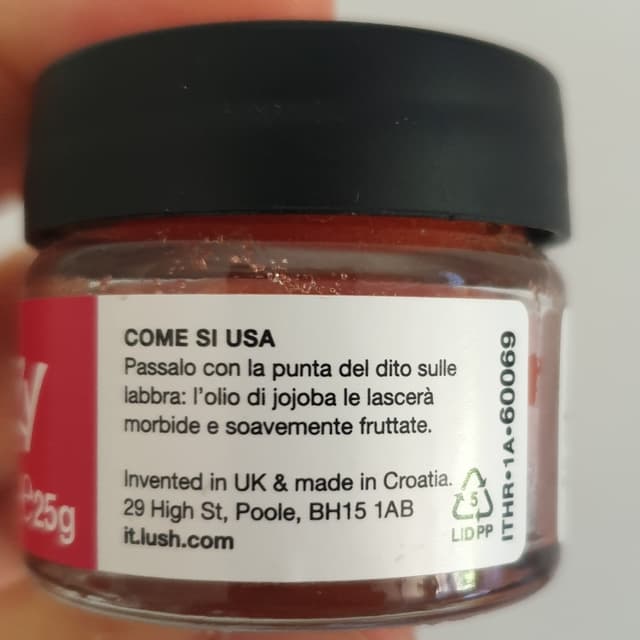 COME SI USA
Passalo con la punta del dito sulle
labbra: l'olio di jojoba le lascerà
morbide e soavemente fruttate.
Invented in UK & made in Croatia.
29 High St, Poole, BH15 1AB
it.lush.com
5
LID PP
ITHR•1A•60069
y
e25g